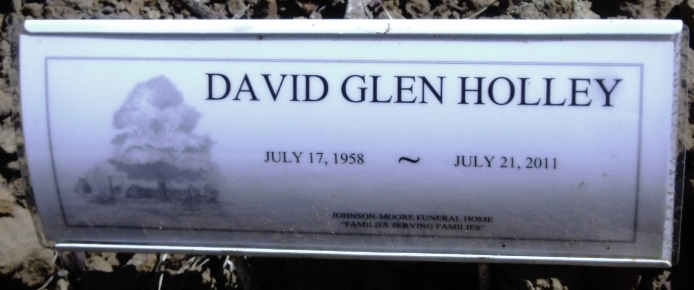 DAVID GLEN HOLLEY
JULY 17, 1958 ~ JULY 21, 2011
JOHNSON-MOORE FUNERAL HOME
"FAMILIES SERVING FAMILIES"